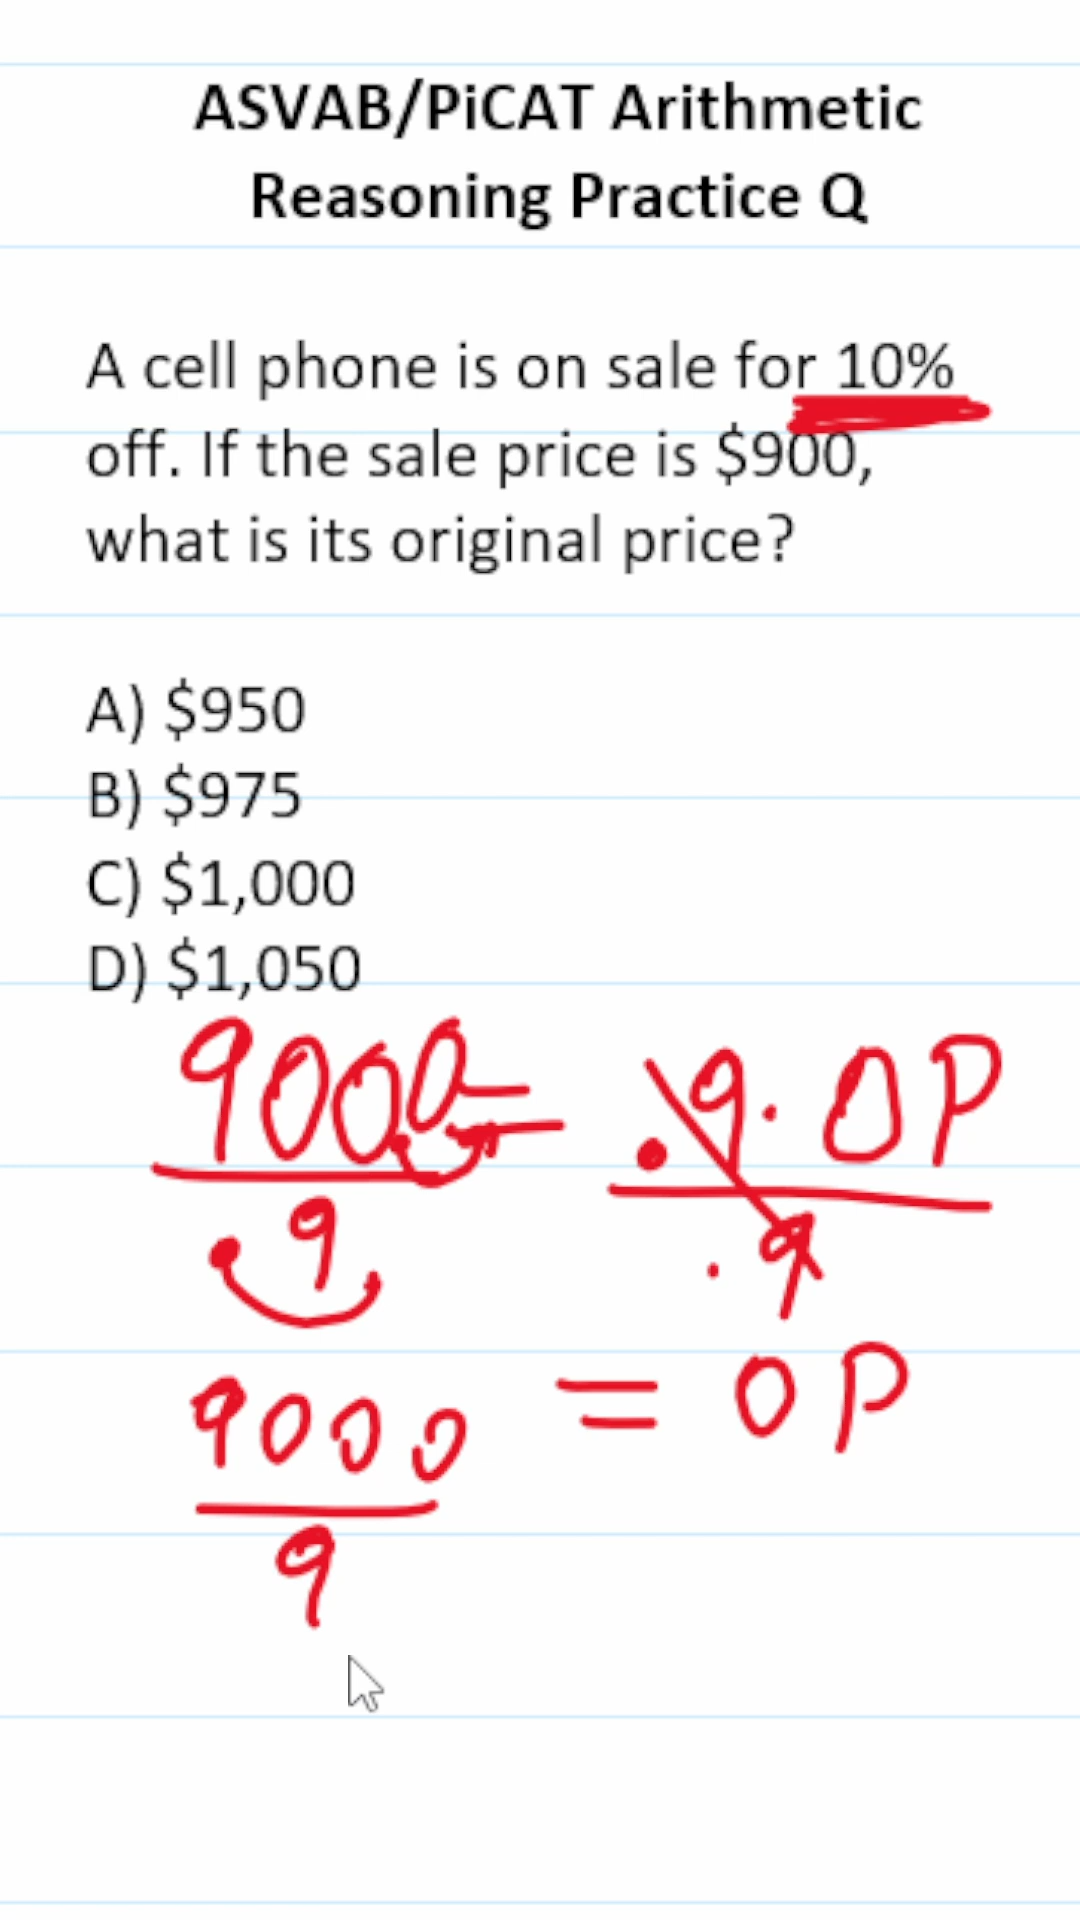 ASVAB/PiCAT Arithmetic
Reasoning Practice Q
A cell phone is on sale for 10%
off. If the sale price is $900,
what is its original price?
A) $950
B) $975
C) $1,000
D) $1,050
9000 = .9 · OP
.9 .9
9000 = OP
9